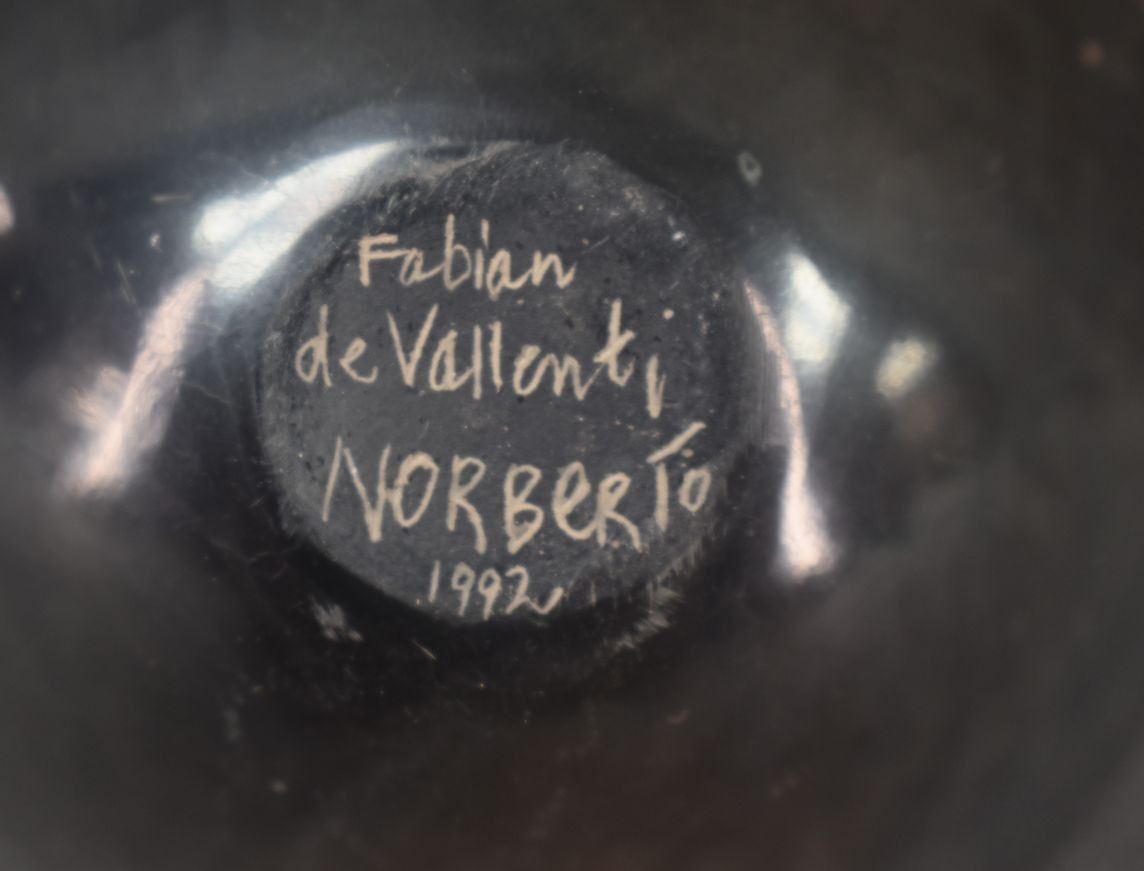 Fabian
de Vallenti
NORBERTO
1992